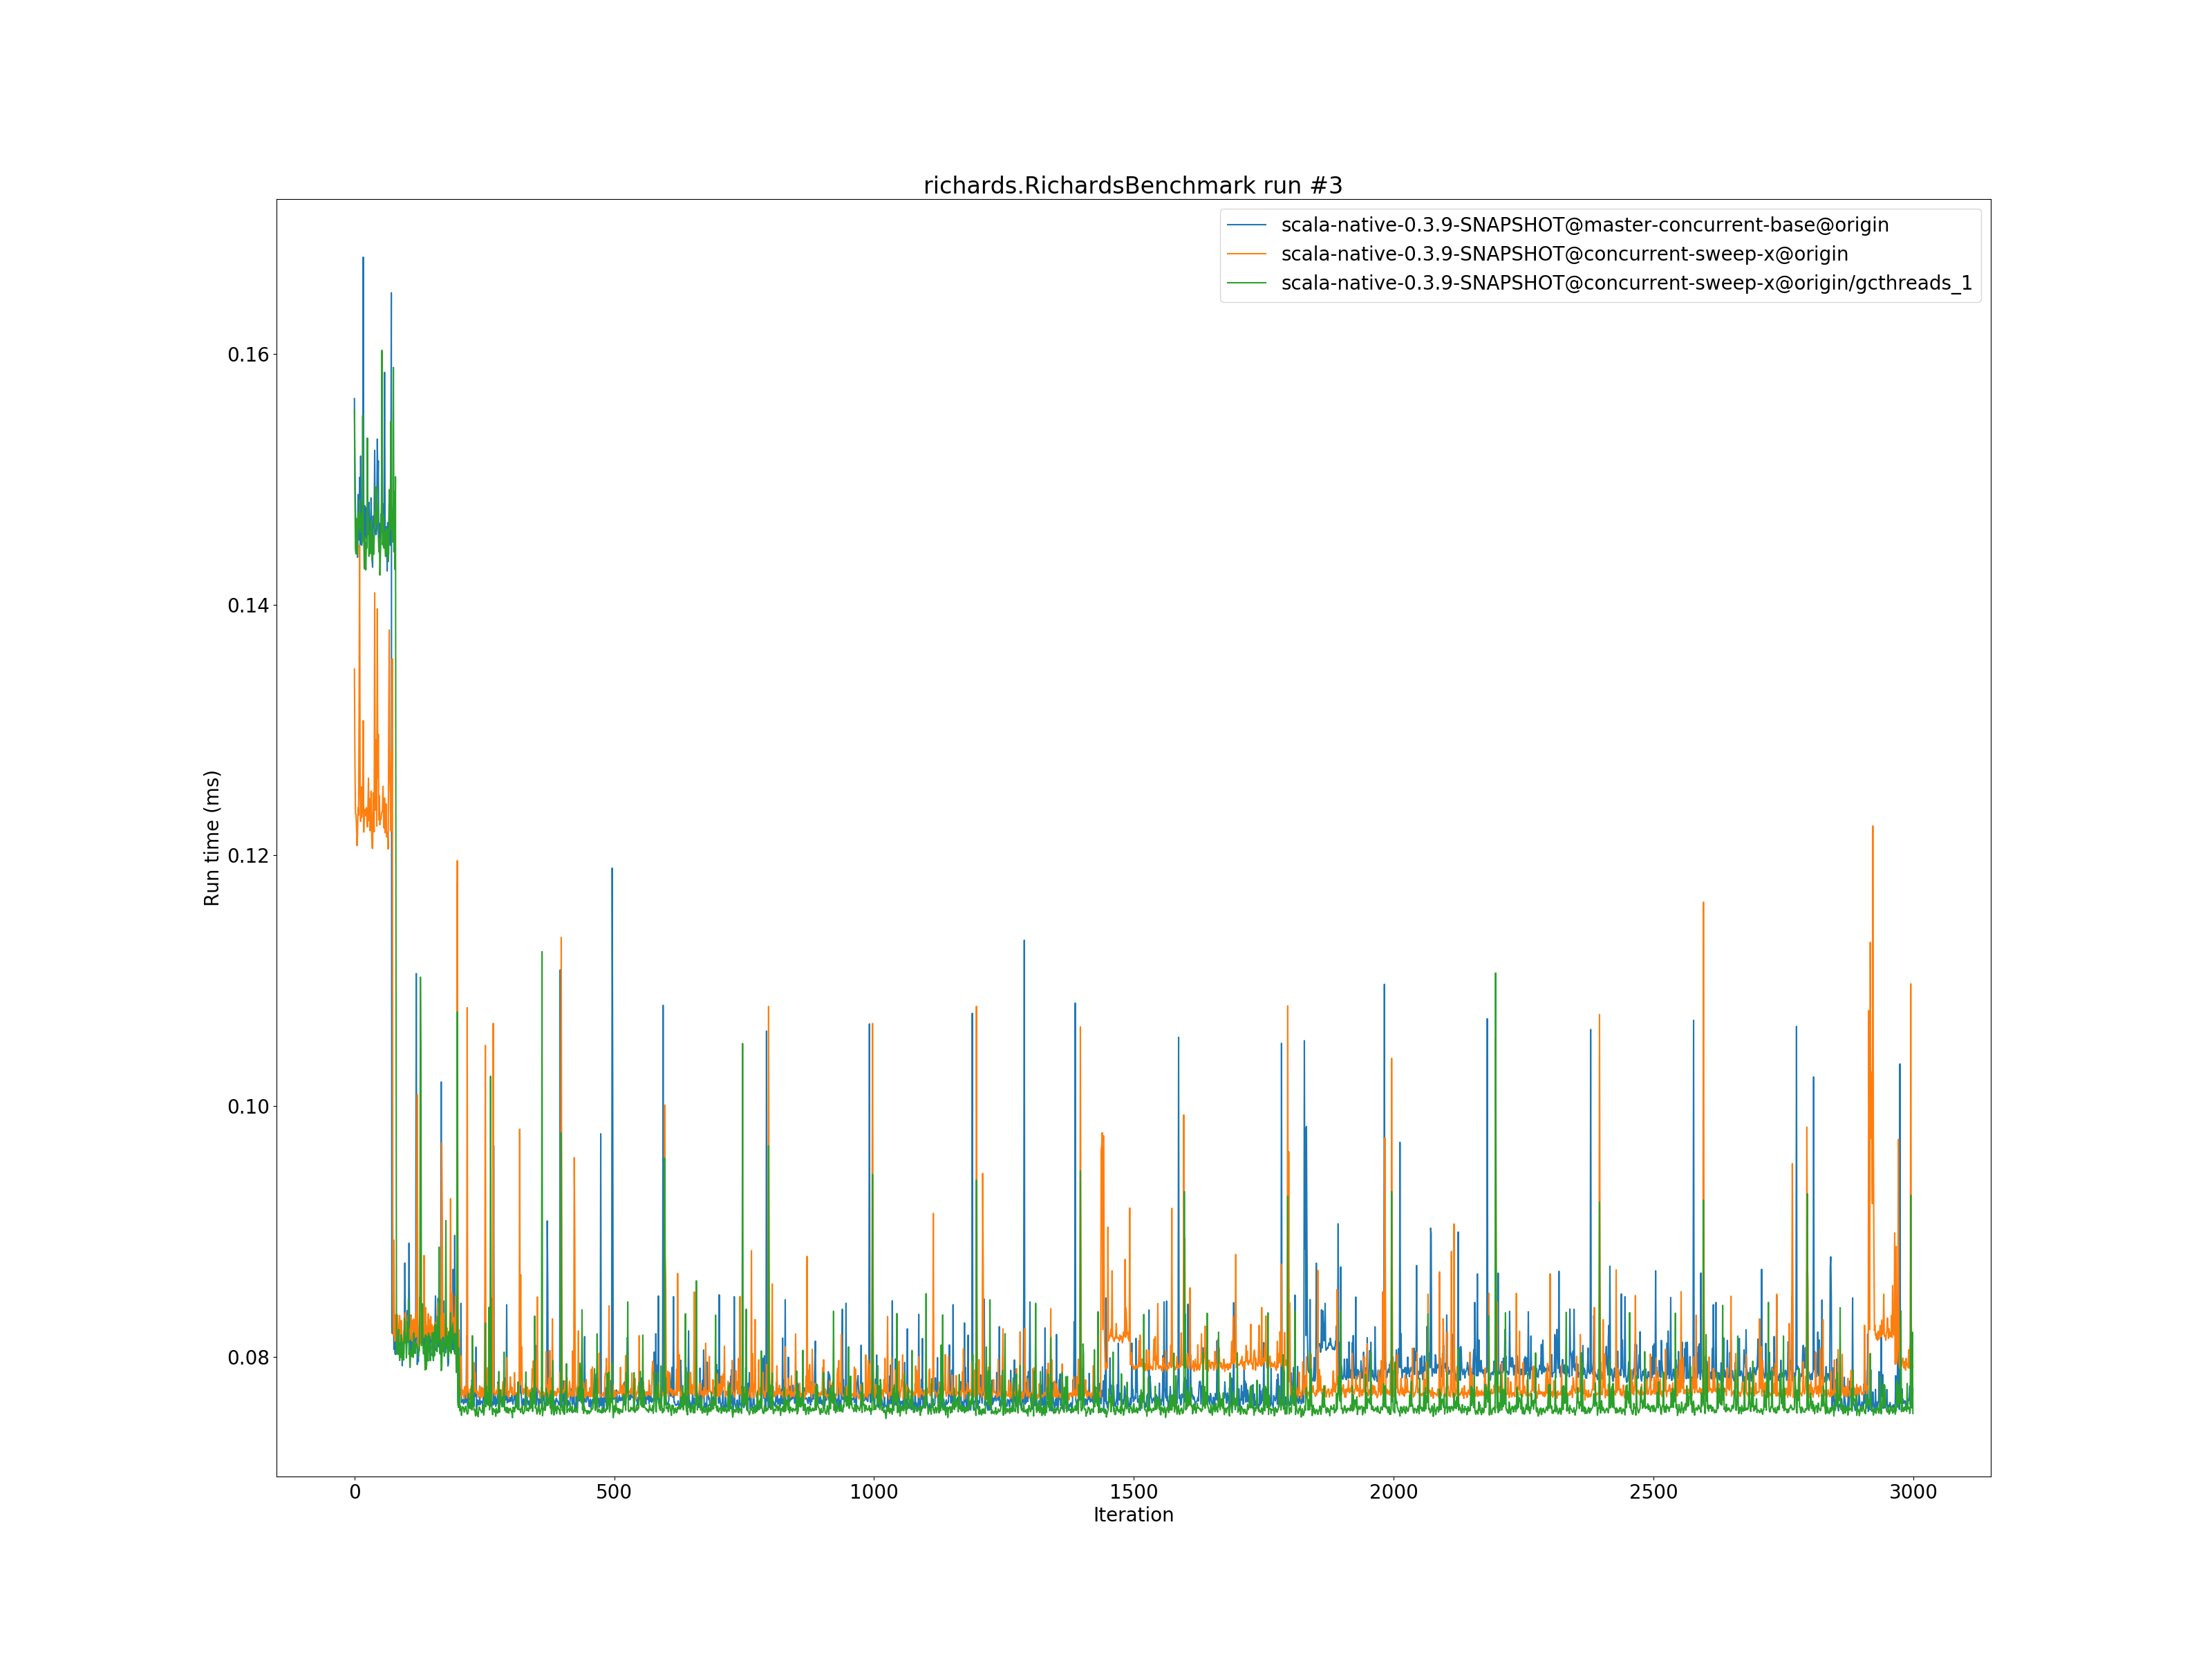 richards.RichardsBenchmark run #3
scala-native-0.3.9-SNAPSHOT@master-concurrent-base@origin
scala-native-0.3.9-SNAPSHOT@concurrent-sweep-x@origin
scala-native-0.3.9-SNAPSHOT@concurrent-sweep-x@origin/gcthreads_1
Run time (ms)
0.16
0.14
0.12
0.10
0.08
0 500 1000 1500 2000 2500 3000
Iteration